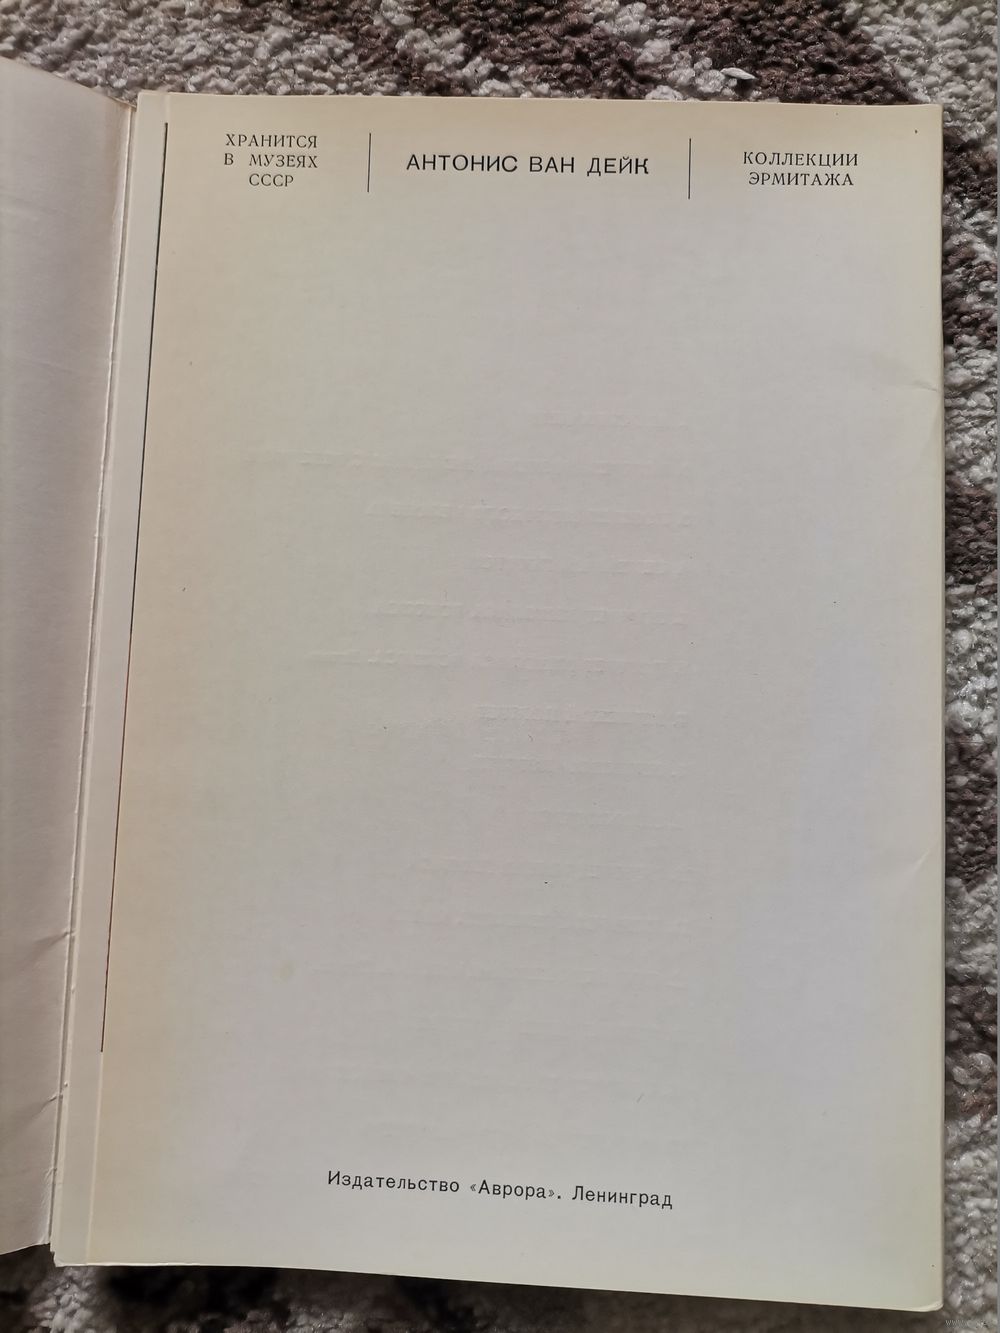 ХРАНИТСЯ
В МУЗЕЯХ
СССР
АНТОНИС ВАН ДЕЙК
КОЛЛЕКЦИИ
ЭРМИТАЖА
Издательство «Аврора». Ленинград